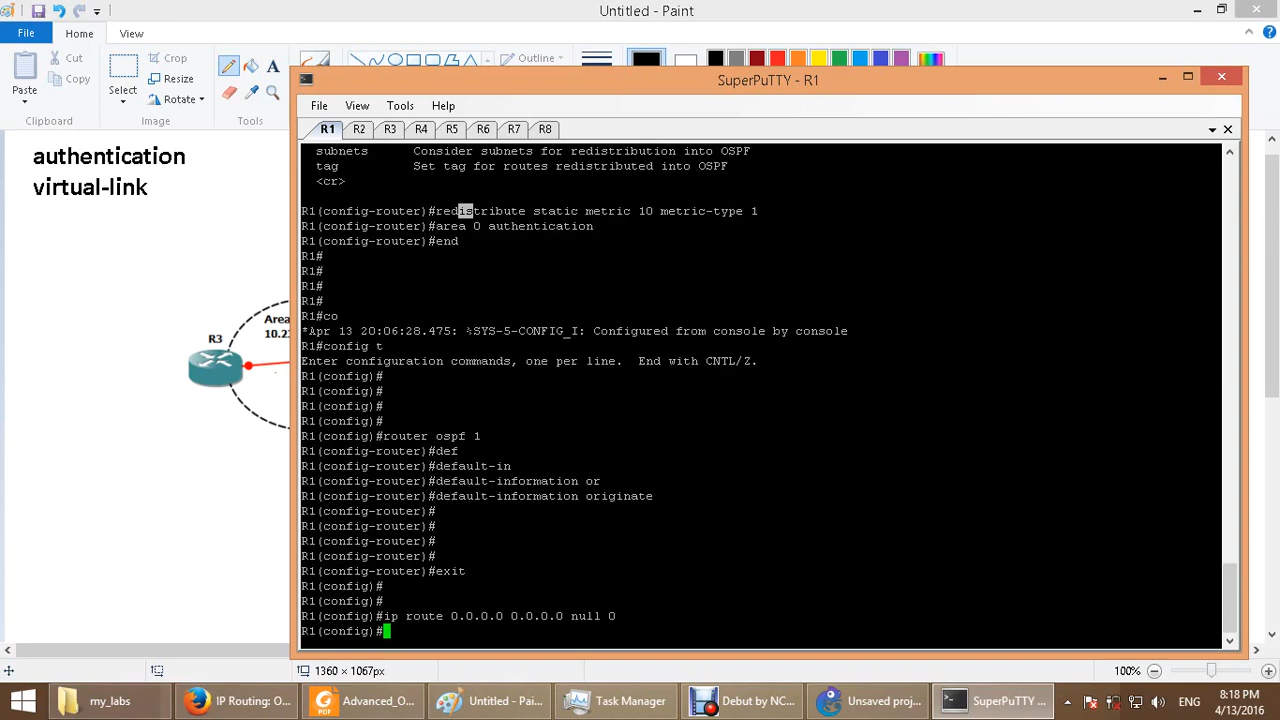 Untitled - Paint
File
Home
View
Paste
Cut
Copy
Clipboard
Select
Crop
Resize
Rotate
Image
Tools
Outline
authentication
virtual-link
R3
Area
SuperPuTTY - R1
File View Tools Help
R1 R2 R3 R4 R5 R6 R7 R8
subnets Consider subnets for redistribution into OSPF
tag Set tag for routes redistributed into OSPF
<cr>
R1(config-router)#redistribute static metric 10 metric-type 1
R1(config-router)#area 0 authentication
R1(config-router)#end
R1#
R1#
R1#
R1#
R1#co
*Apr 13 20:06:28.475: %SYS-5-CONFIG_I: Configured from console by console
R1#config t
Enter configuration commands, one per line. End with CNTL/Z.
R1(config)#
R1(config)#
R1(config)#
R1(config)#
R1(config)#router ospf 1
R1(config-router)#def
R1(config-router)#default-in
R1(config-router)#default-information or
R1(config-router)#default-information originate
R1(config-router)#
R1(config-router)#
R1(config-router)#
R1(config-router)#
R1(config-router)#exit
R1(config)#
R1(config)#
R1(config)#ip route 0.0.0.0 0.0.0.0 null 0
R1(config)#
1360 × 1067px
100%
my_labs
IP Routing: O...
Advanced_O...
Untitled - Pai...
Task Manager
Debut by NC...
Unsaved proj...
SuperPuTTY ...
ENG
8:18 PM
4/13/2016